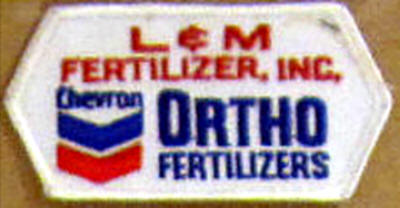 L & M
FERTILIZER, INC.
Chevron
ORTHO
FERTILIZERS